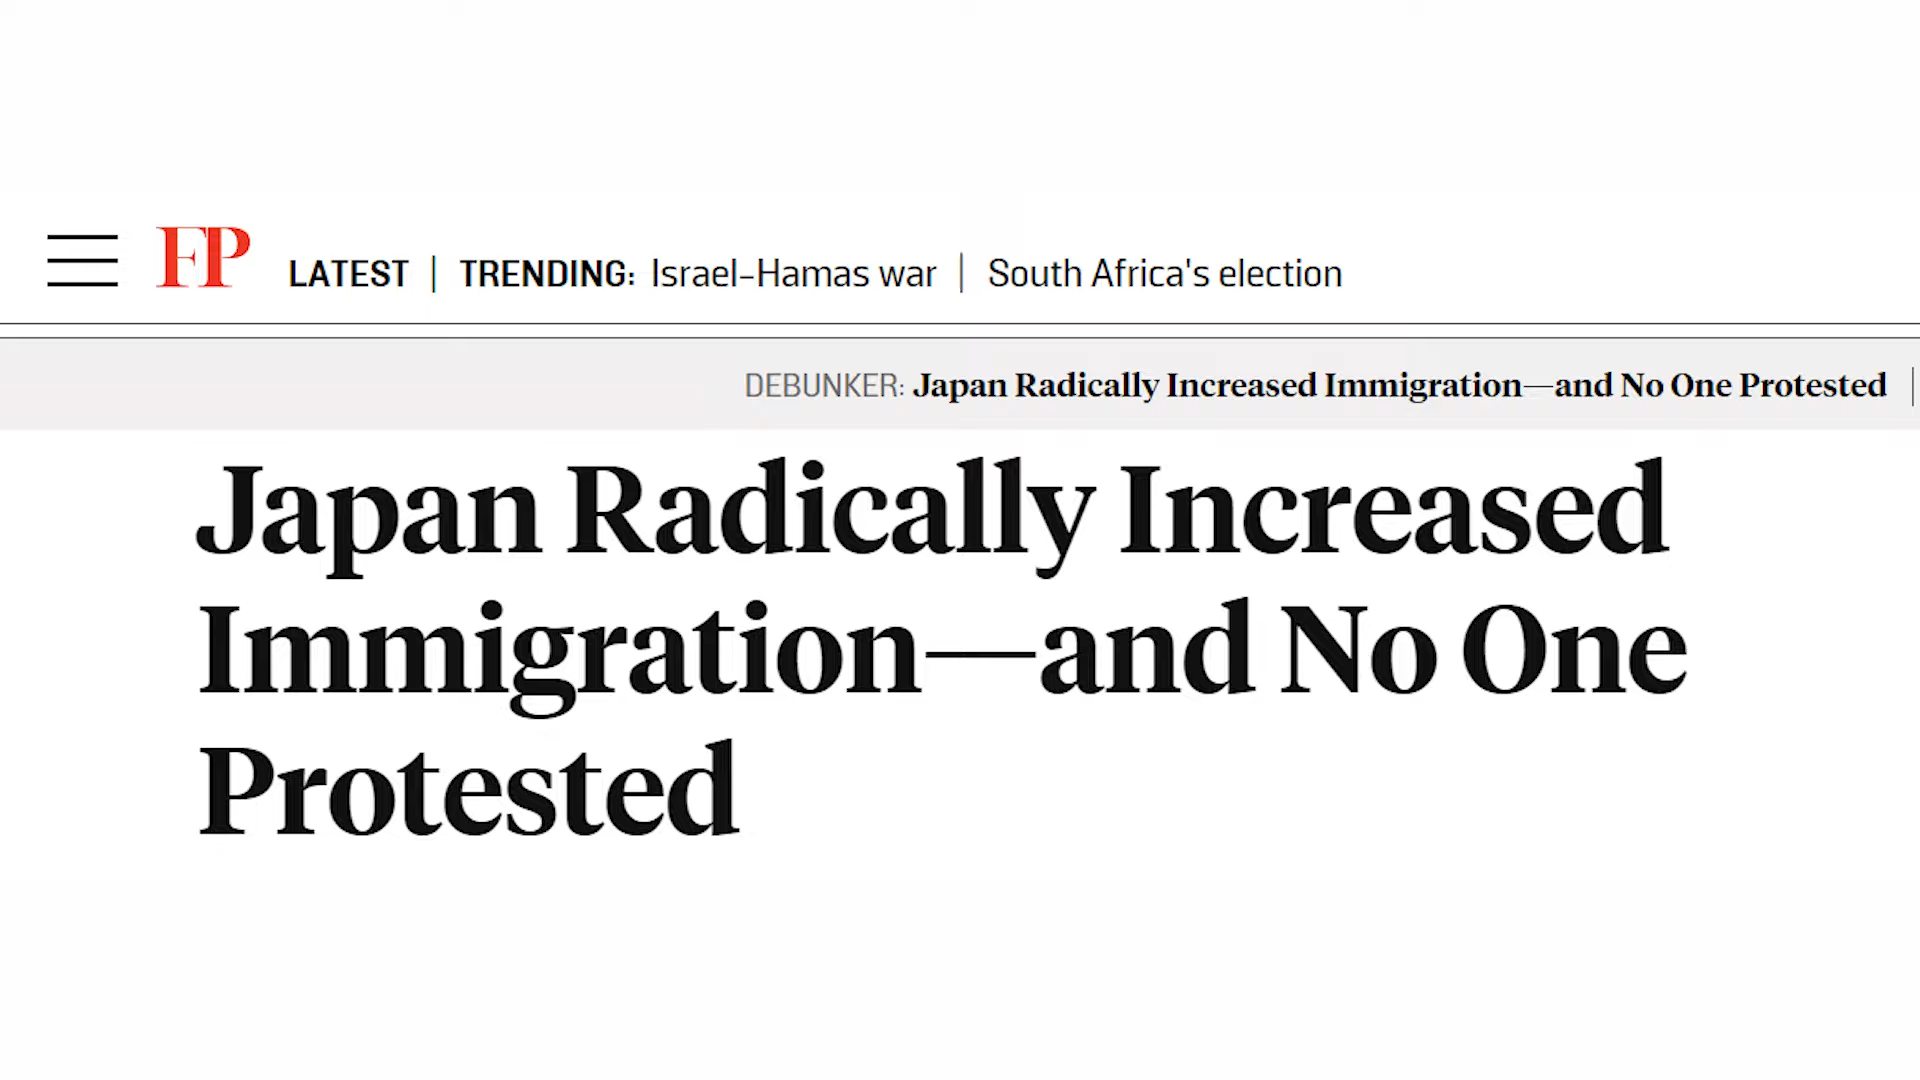 FP LATEST | TRENDING: Israel-Hamas war | South Africa's election
DEBUNKER: Japan Radically Increased Immigration—and No One Protested |
Japan Radically Increased
Immigration—and No One
Protested